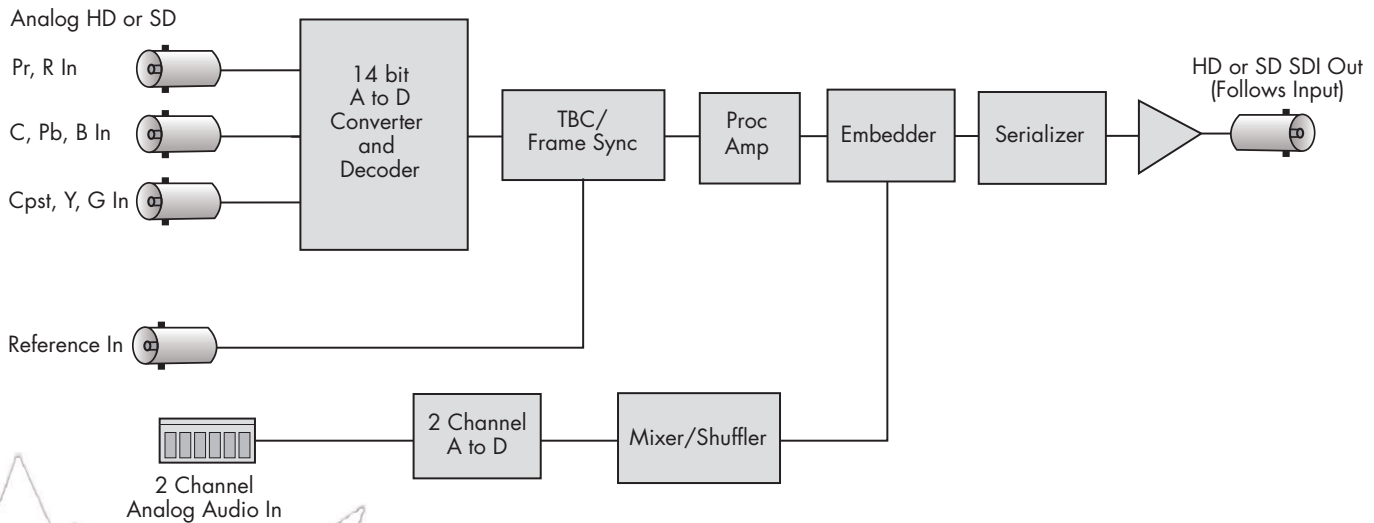 Analog HD or SD
Pr, R In
C, Pb, B In
Cpst, Y, G In
14 bit
A to D
Converter
and
Decoder
TBC/
Frame Sync
Proc
Amp
Embedder
Serializer
HD or SD SDI Out
(Follows Input)
Reference In
2 Channel
Analog Audio In
2 Channel
A to D
Mixer/Shuffler